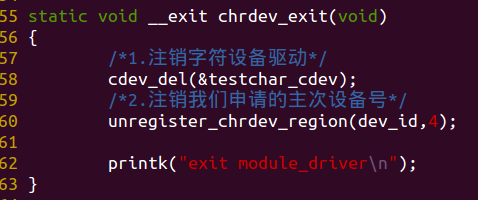 55 static void __exit chrdev_exit(void)
56 {
57         /*1.注销字符设备驱动*/
58         cdev_del(&testchar_cdev);
59         /*2.注销我们申请的主次设备号*/
60         unregister_chrdev_region(dev_id,4);
61
62         printk("exit module_driver\n");
63 }